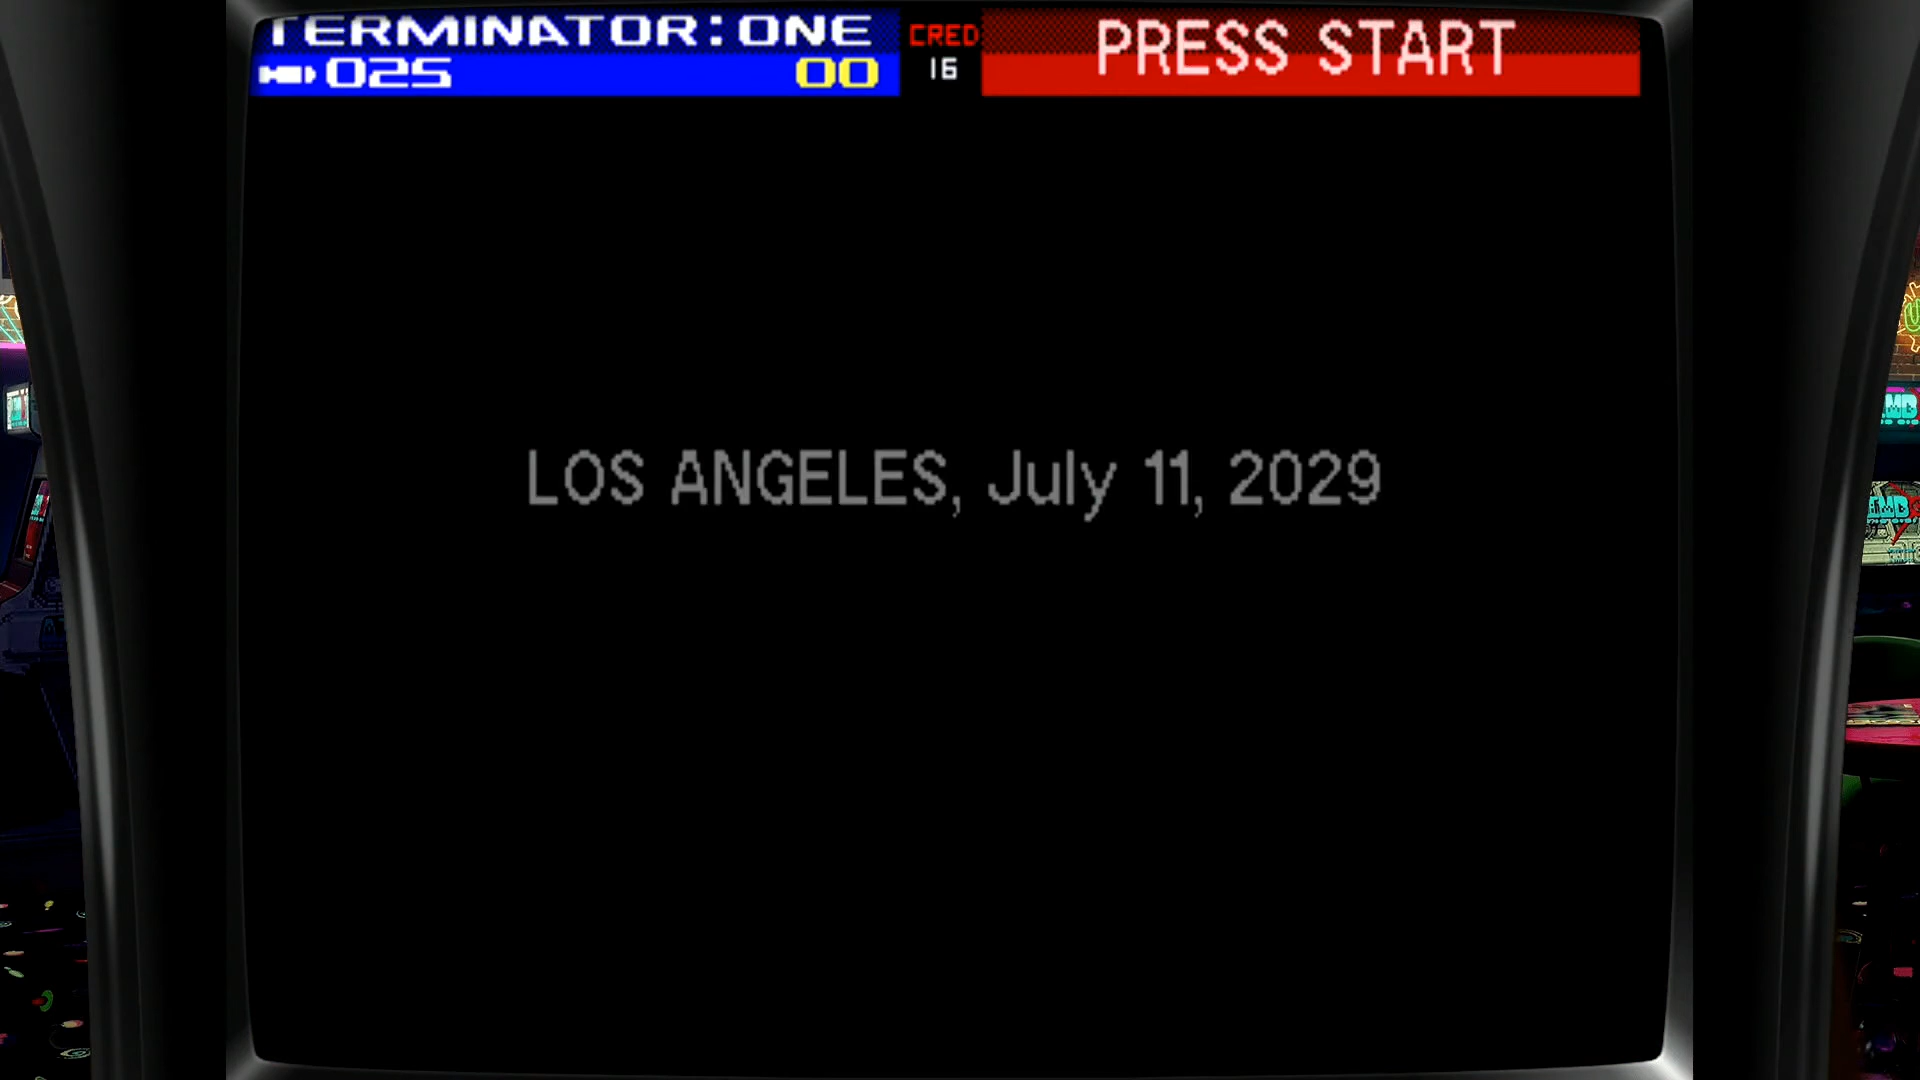 TERMINATOR:ONE
025 00
CRED
16
PRESS START
LOS ANGELES, July 11, 2029